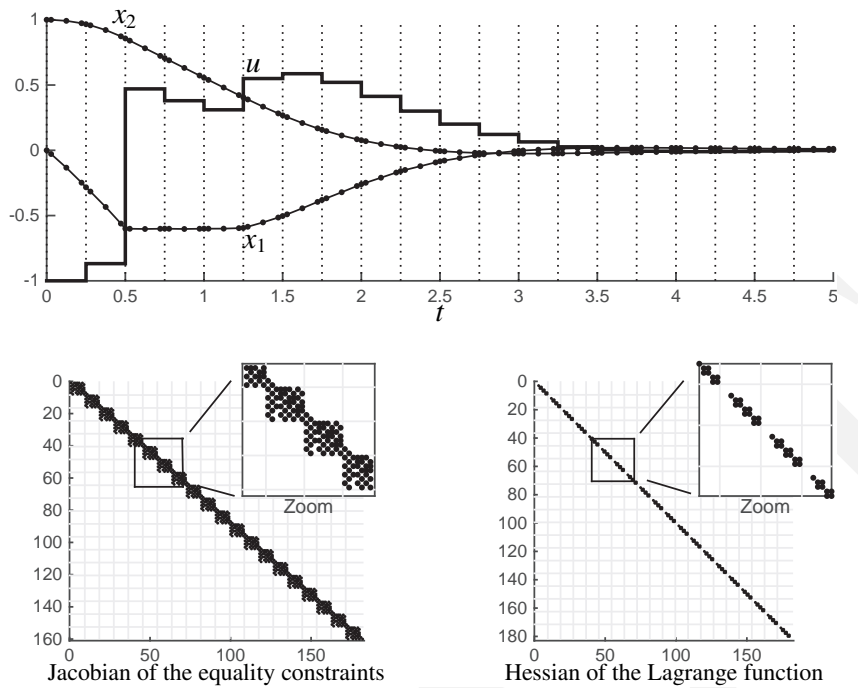 1
x2
u
0.5
0
-0.5
x1
-1
0 0.5 1 1.5 2 2.5 3 3.5 4 4.5 5
t
0
20
40
60
80
100
120
140
160
Zoom
0 50 100 150
Jacobian of the equality constraints
0
20
40
60
80
100
120
140
160
180
Zoom
0 50 100 150
Hessian of the Lagrange function